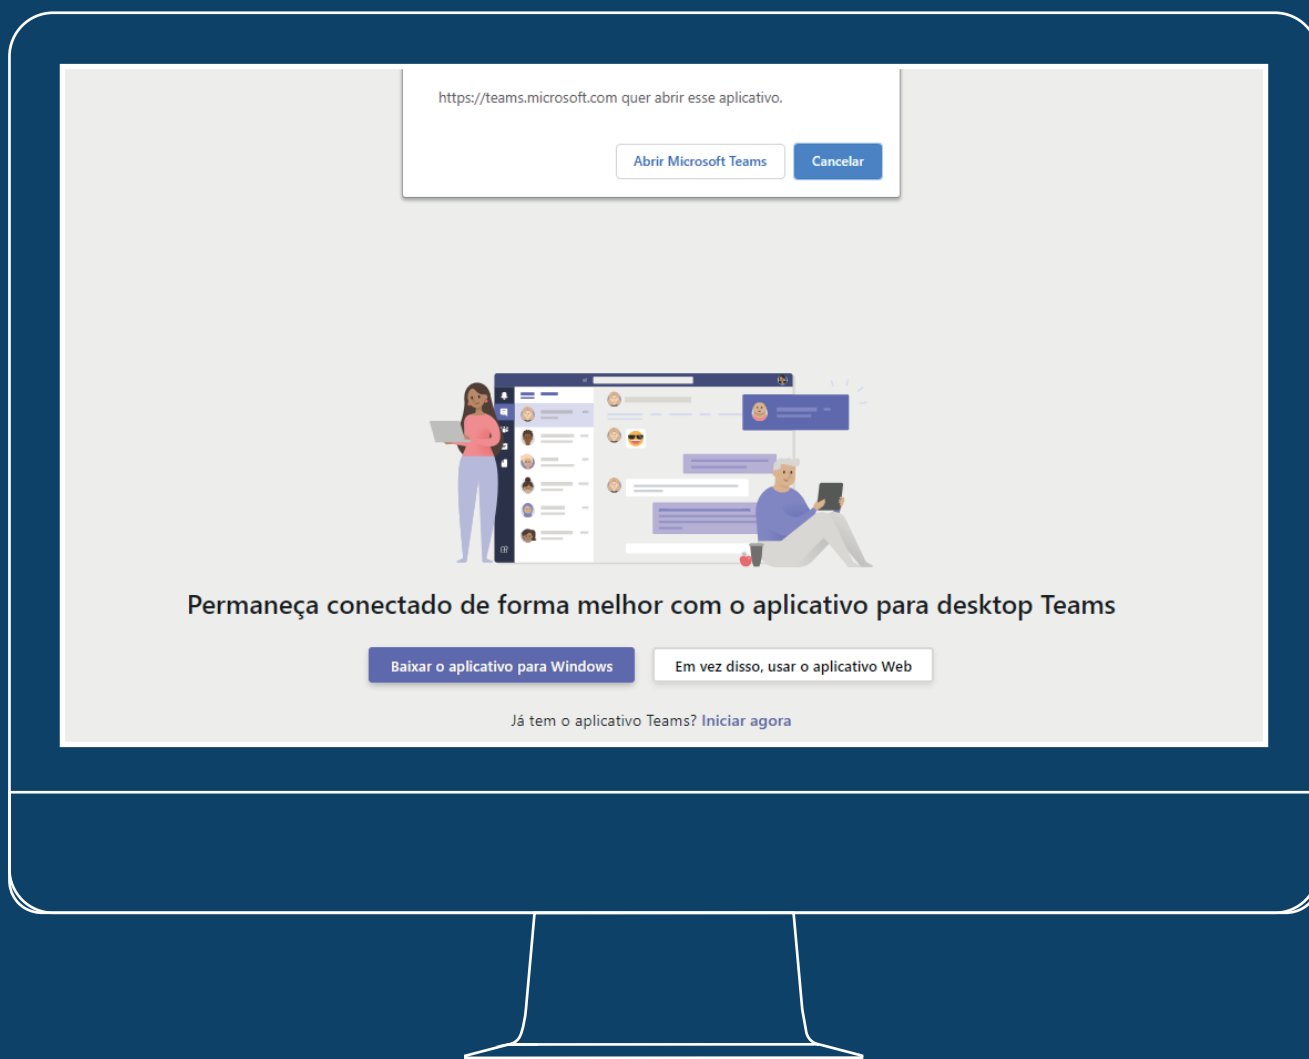 https://teams.microsoft.com quer abrir esse aplicativo.
Abrir Microsoft Teams
Cancelar
Permaneça conectado de forma melhor com o aplicativo para desktop Teams
Baixar o aplicativo para Windows
Em vez disso, usar o aplicativo Web
Já tem o aplicativo Teams? Iniciar agora